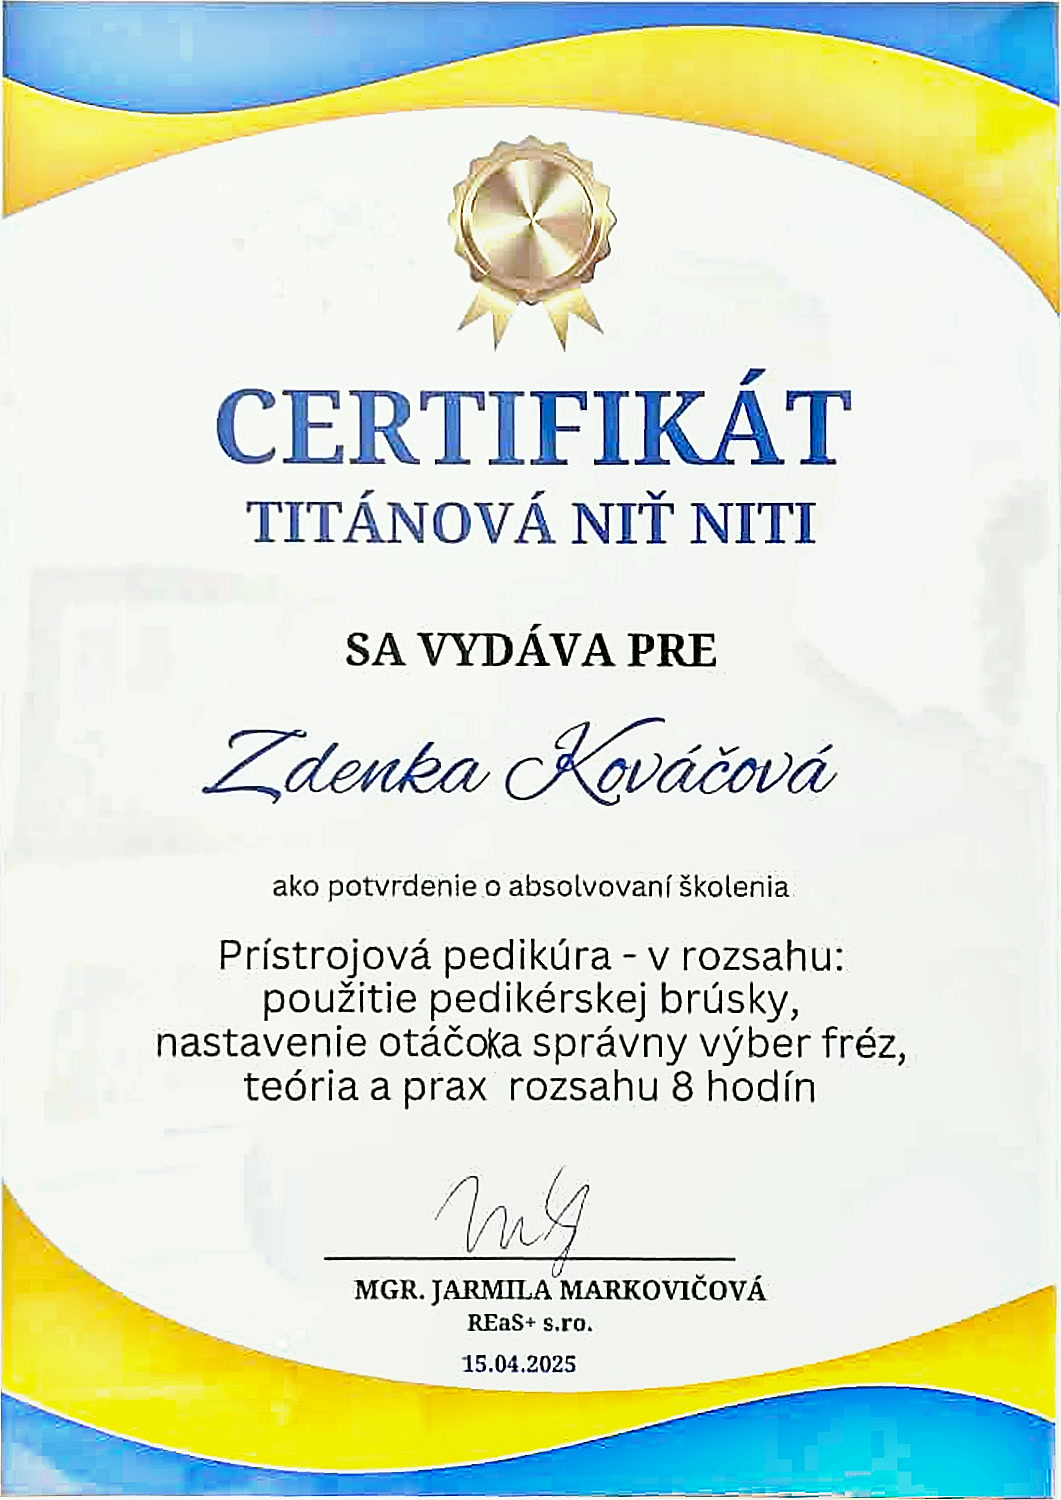 CERTIFIKÁT
TITÁNOVÁ NIŤ NITI
SA VYDÁVA PRE
Zdenka Kováčová
ako potvrdenie o absolvovaní školenia
Prístrojová pedikúra - v rozsahu:
použitie pedikérskej brúsky,
nastavenie otáčoka správny výber fréz,
teória a prax rozsahu 8 hodín
MGR. JARMILA MARKOVIČOVÁ
REaS+ s.ro.
15.04.2025